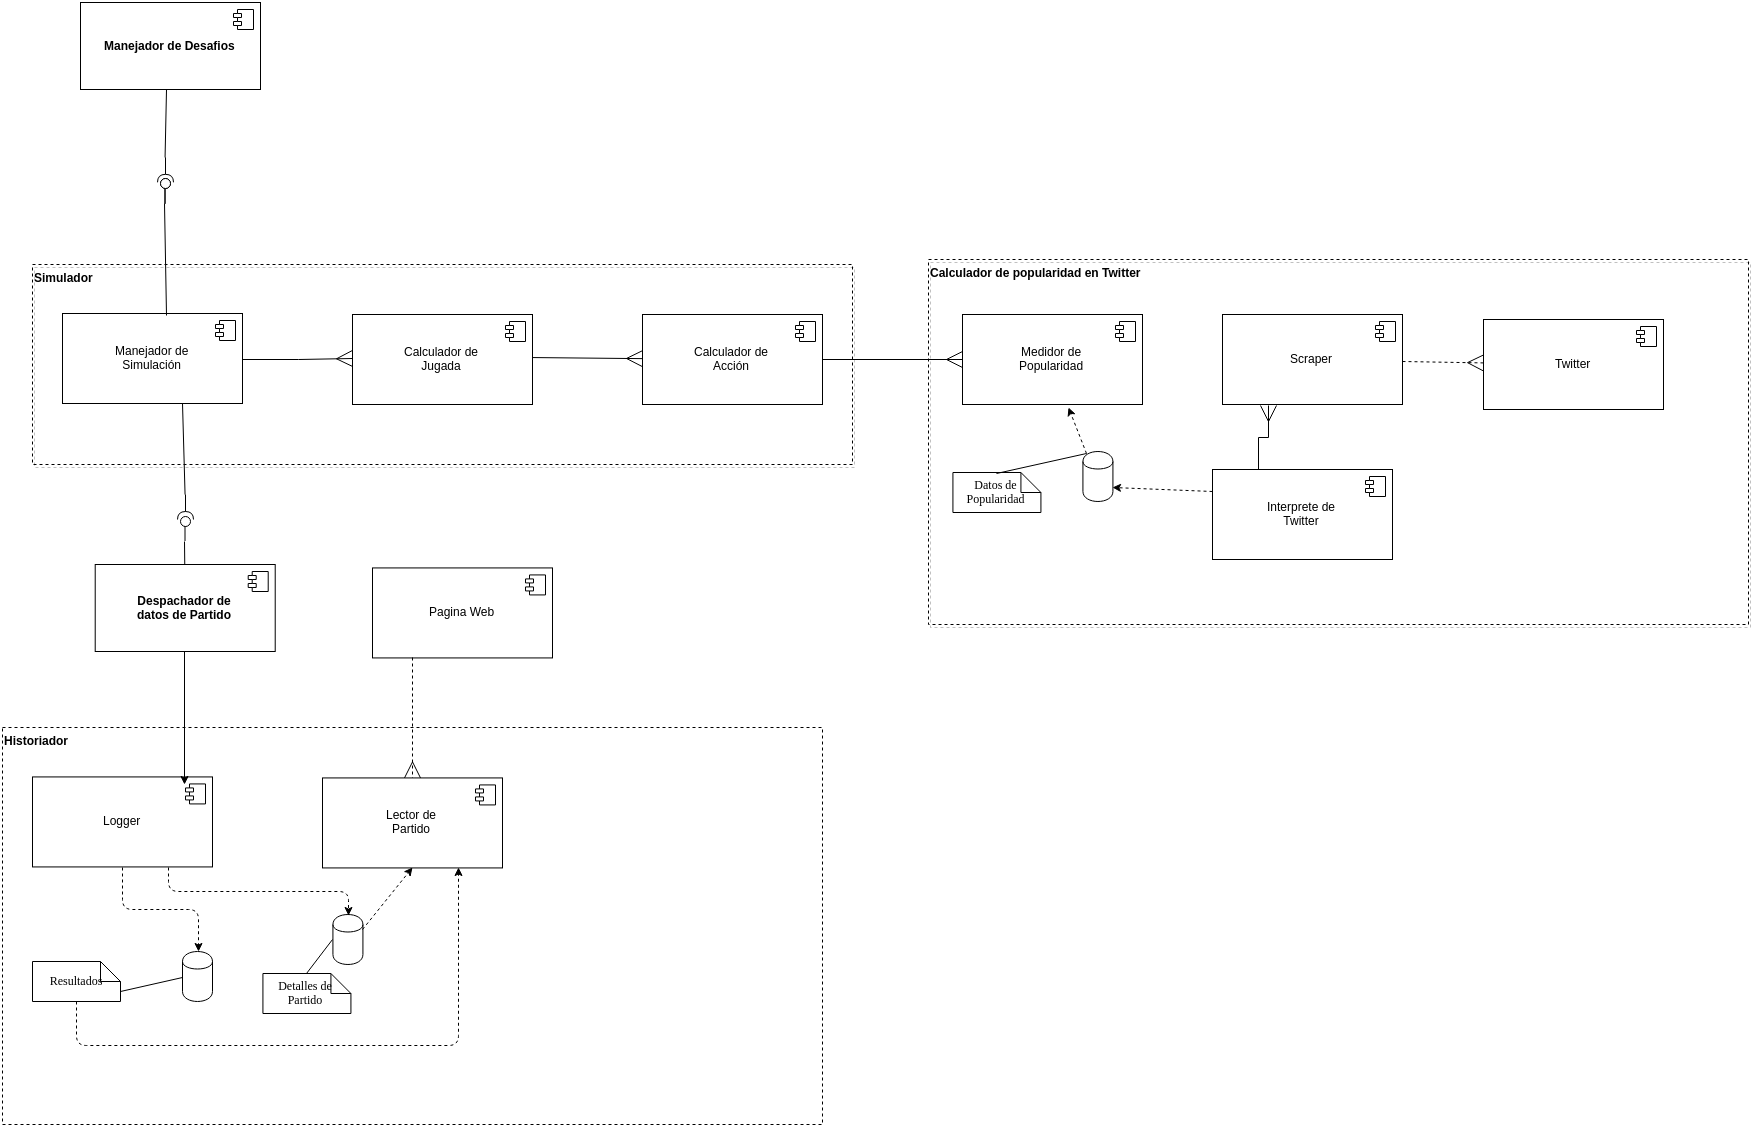 Manejador de Desafios
Simulador
Manejador de
Simulación
Calculador de
Jugada
Calculador de
Acción
Calculador de popularidad en Twitter
Medidor de
Popularidad
Scraper
Twitter
Datos de
Popularidad
Interprete de
Twitter
Despachador de
datos de Partido
Pagina Web
Historiador
Logger
Lector de
Partido
Resultados
Detalles de
Partido